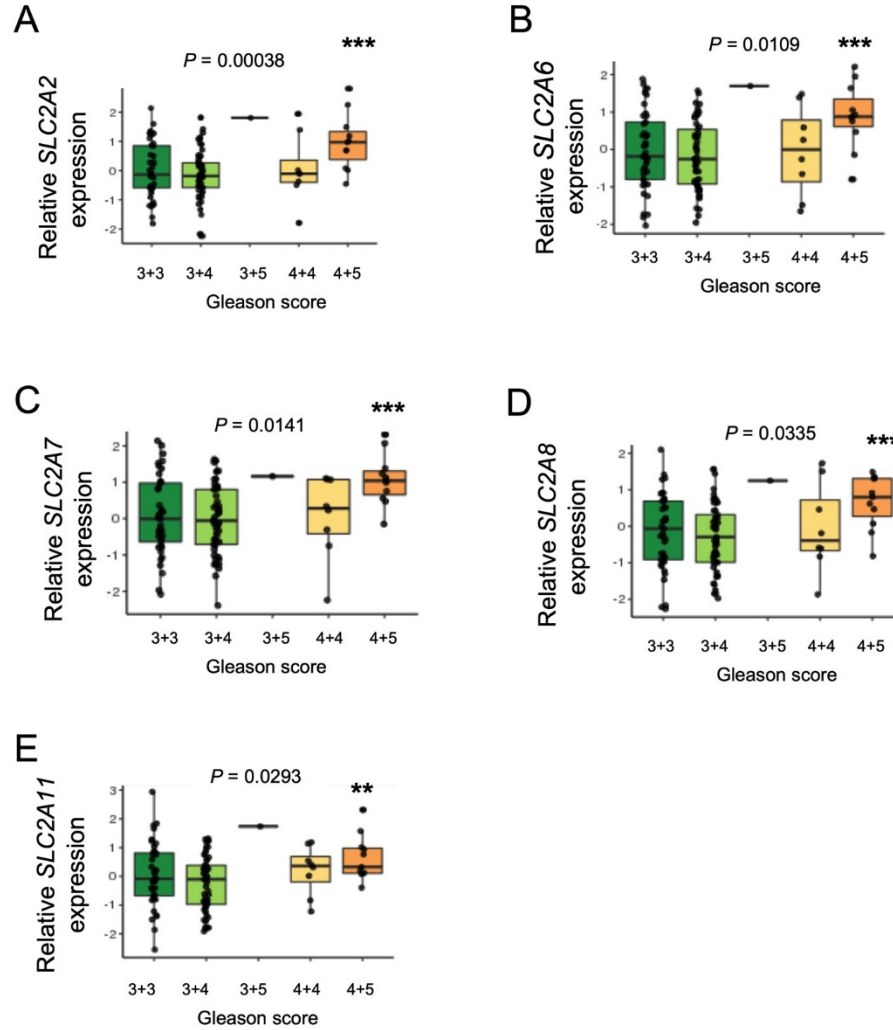 A
***
P = 0.00038
Relative SLC2A2
expression
2
1
0
-1
-2
3+3 3+4 3+5 4+4 4+5
Gleason score
B
***
P = 0.0109
Relative SLC2A6
expression
2
1
0
-1
-2
3+3 3+4 3+5 4+4 4+5
Gleason score
C
***
P = 0.0141
Relative SLC2A7
expression
2
1
0
-1
-2
3+3 3+4 3+5 4+4 4+5
Gleason score
D
***
P = 0.0335
Relative SLC2A8
expression
2
1
0
-1
-2
3+3 3+4 3+5 4+4 4+5
Gleason score
E
**
P = 0.0293
Relative SLC2A11
expression
3
2
1
0
-1
-2
3+3 3+4 3+5 4+4 4+5
Gleason score